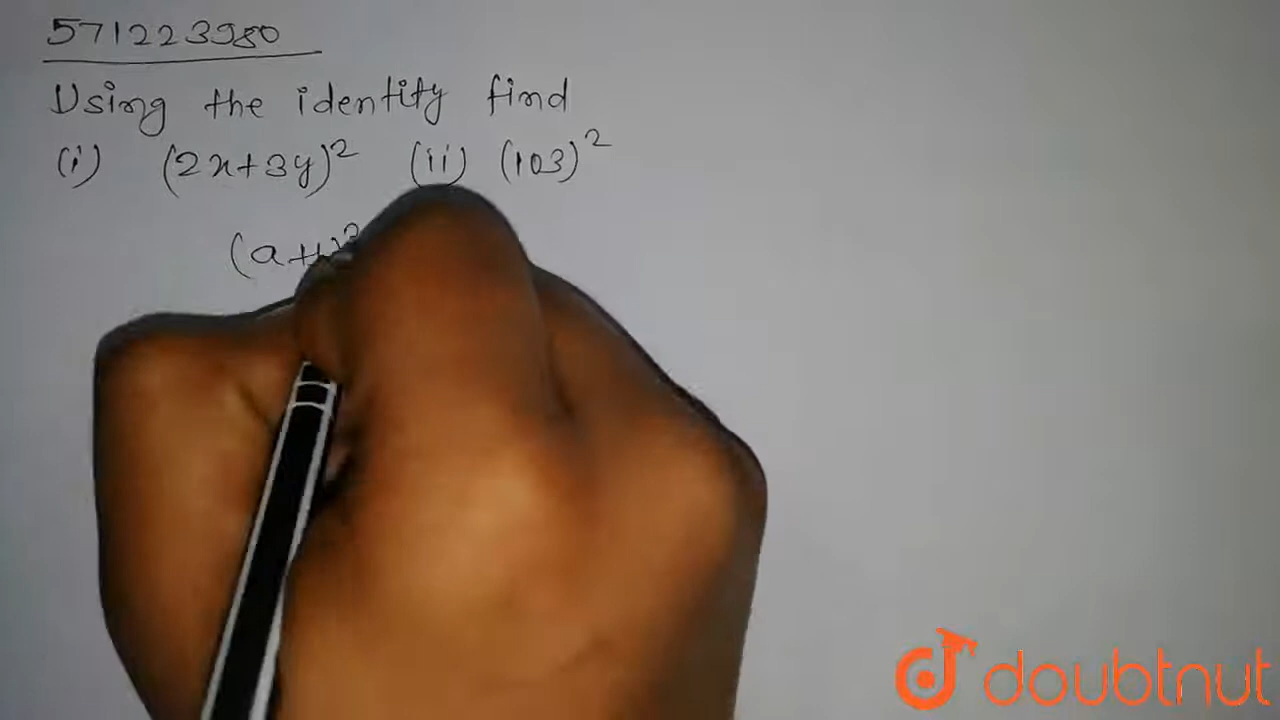 571223980
Using the identity find
(i) (2x+3y)² (ii) (103)²
(a+
doubtnut